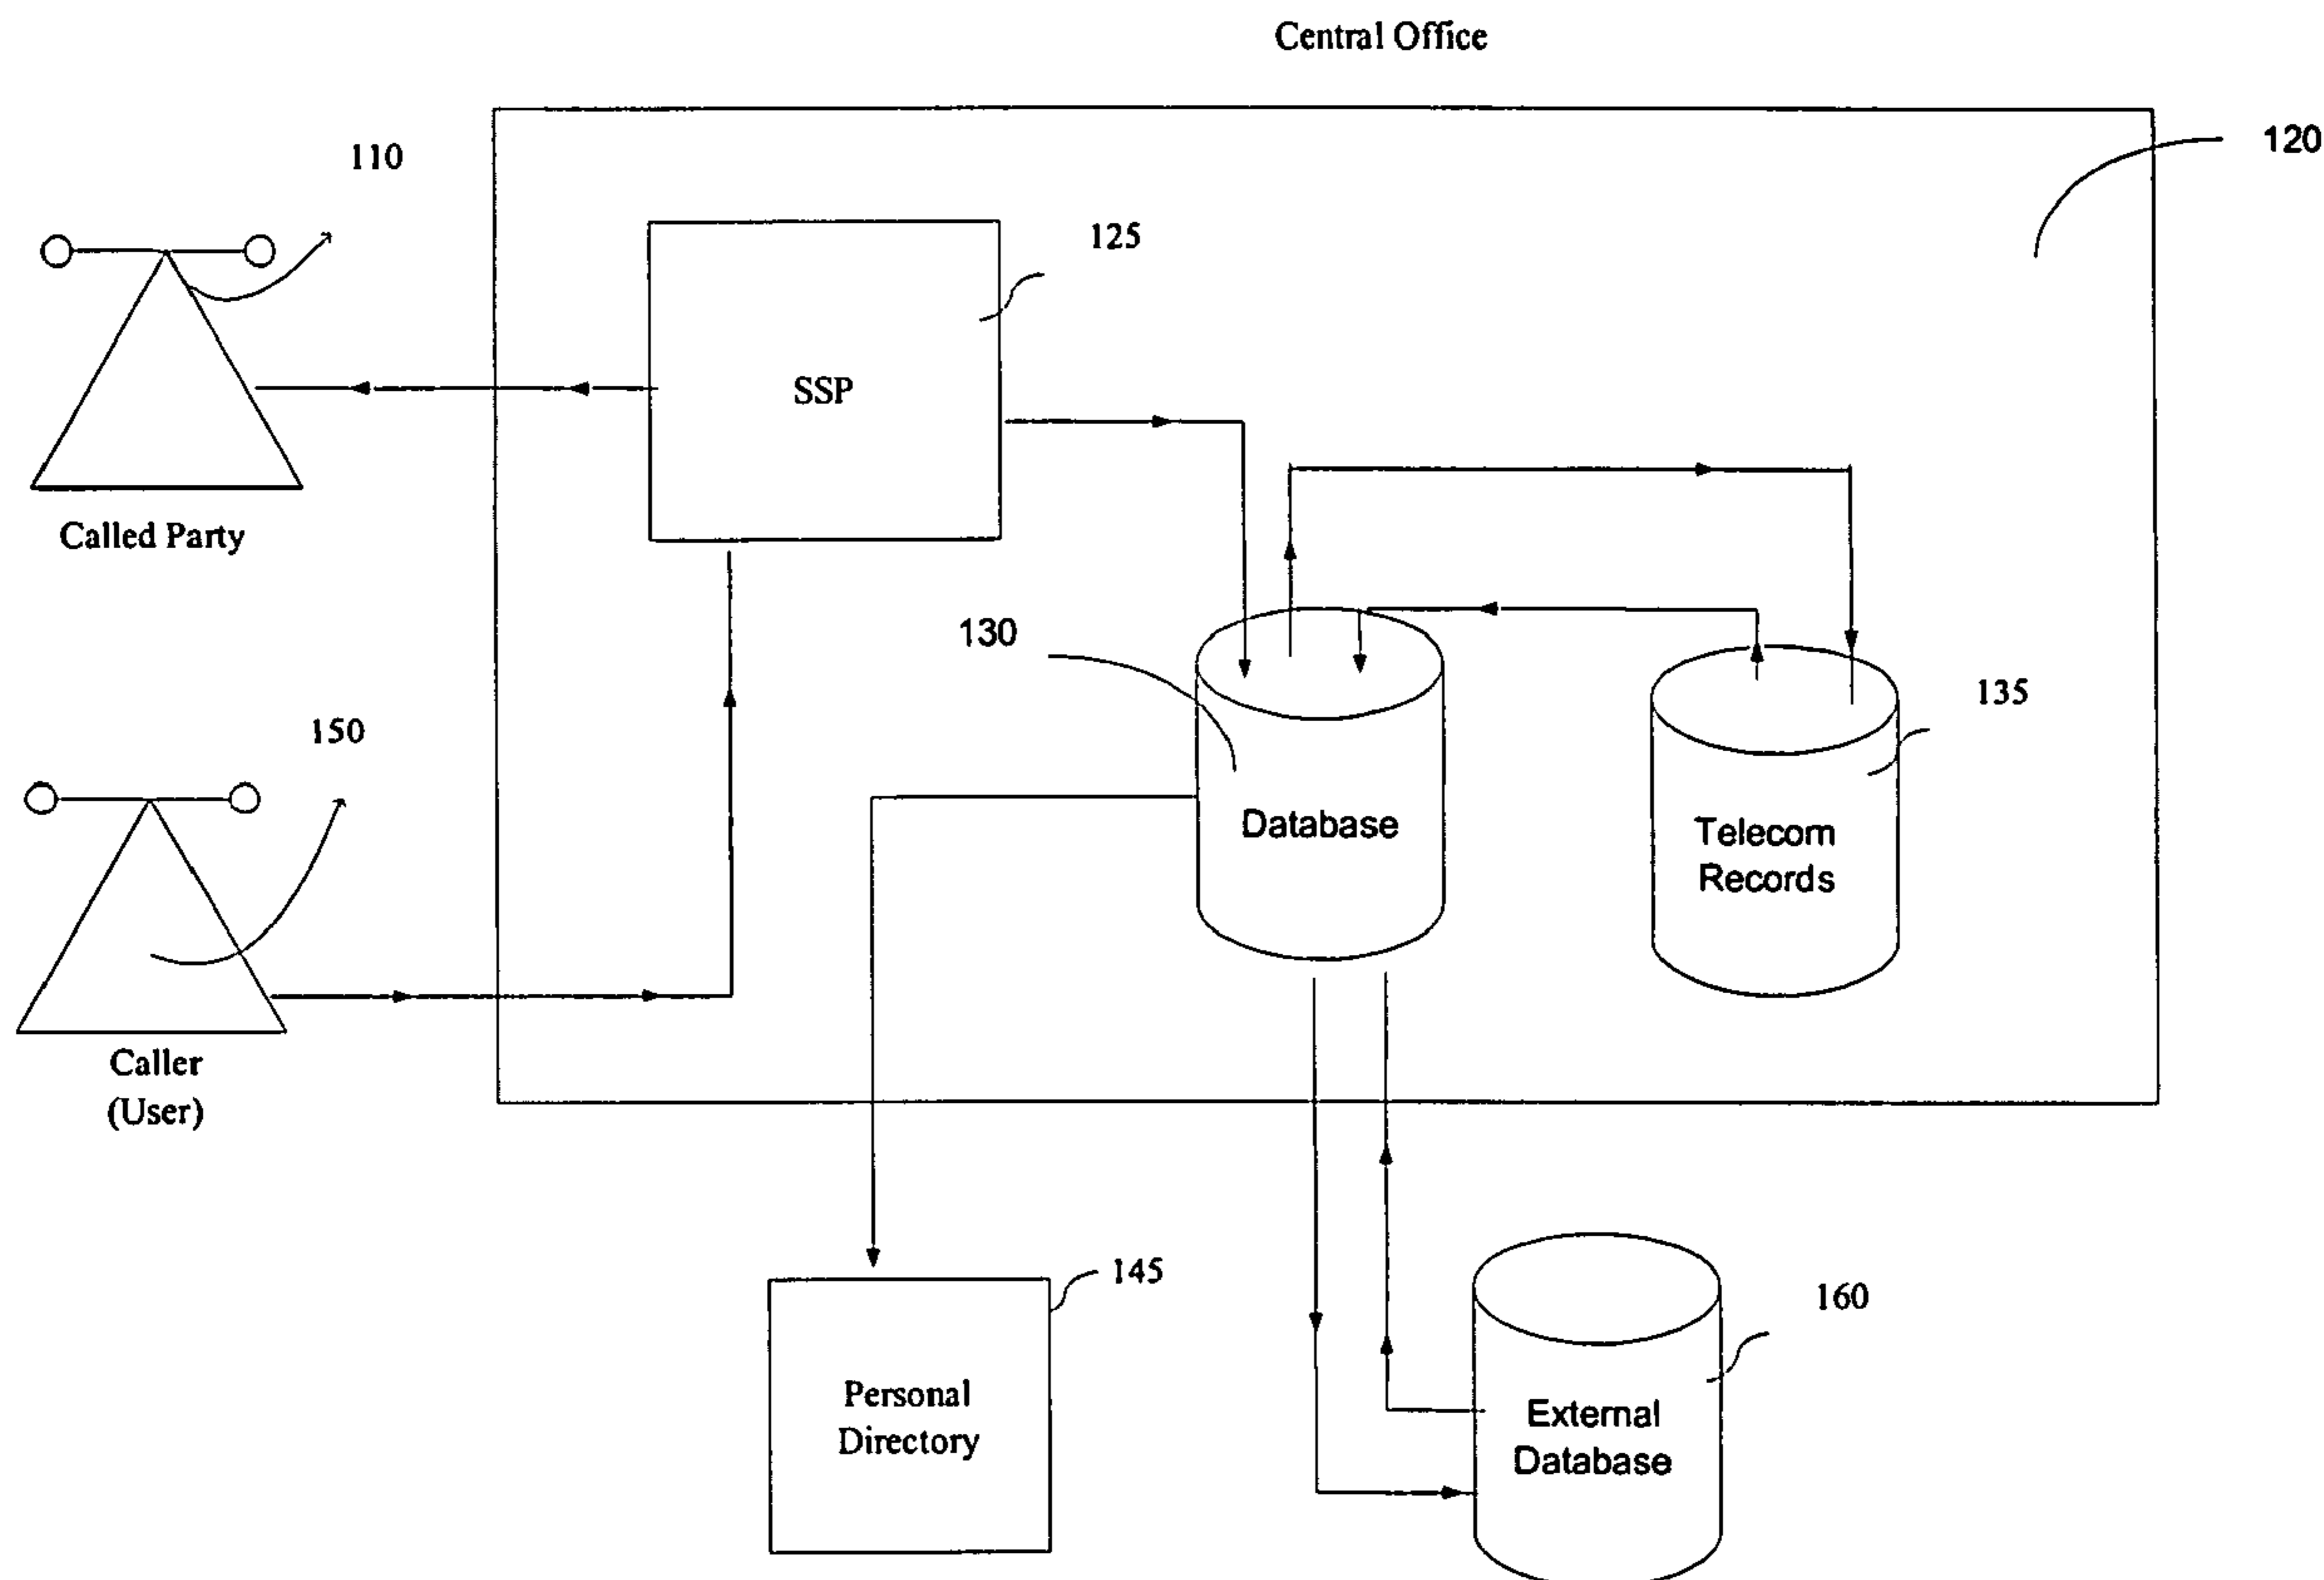 Central Office
110
120
125
SSP
Called Party
130
135
150
Database
Telecom
Records
Caller
(User)
145
160
Personal
Directory
External
Database